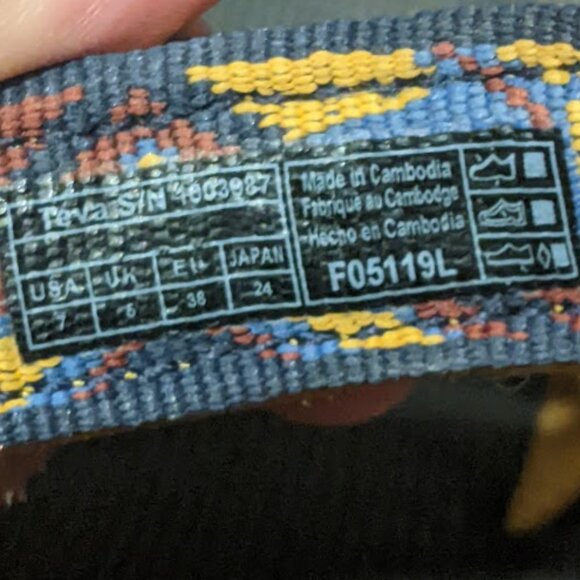 Teva S/N 1003987
USA UK EU JAPAN
7 5 38 24
Made in Cambodia
Fabriqué au Cambodge
Hecho en Cambodia
F05119L